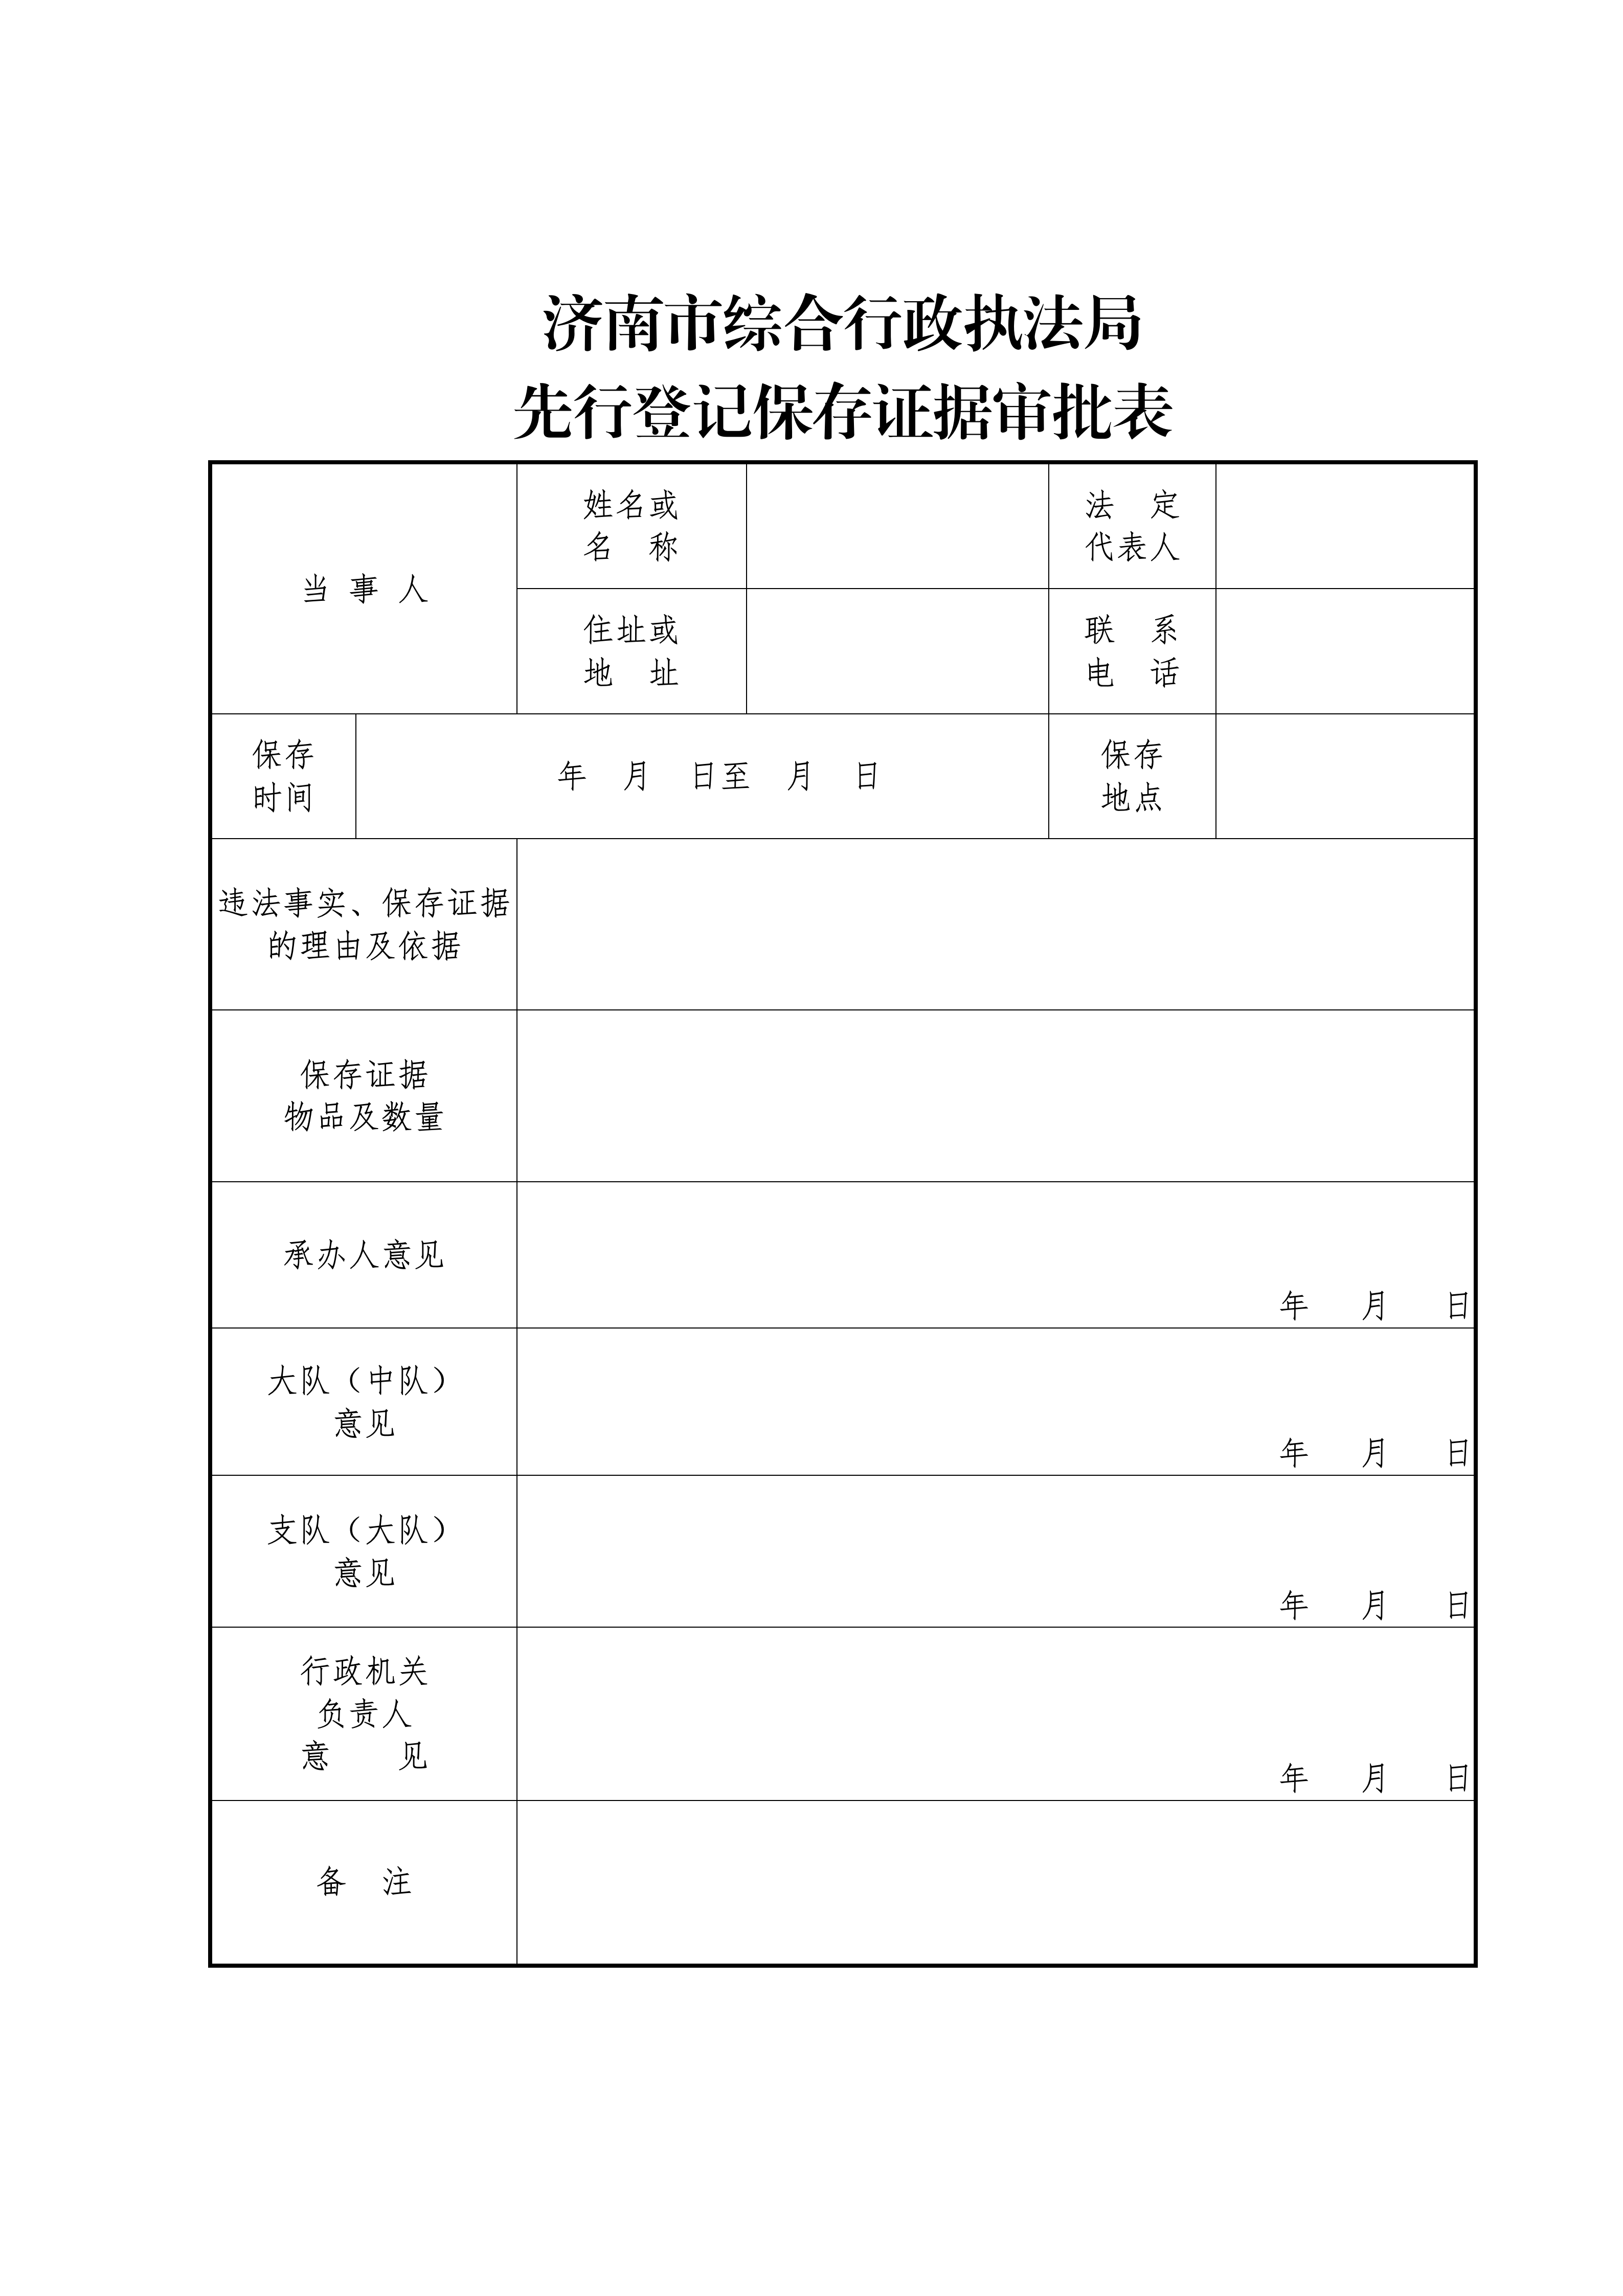 济南市综合行政执法局
先行登记保存证据审批表
当 事 人
姓名或
名　称
法　定
代表人
住址或
地　址
联　系
电　话
保存
时间
年　月　日至　月　日
保存
地点
违法事实、保存证据
的理由及依据
保存证据
物品及数量
承办人意见
年　月　日
大队（中队）
意见
年　月　日
支队（大队）
意见
年　月　日
行政机关
负责人
意　　见
年　月　日
备　注